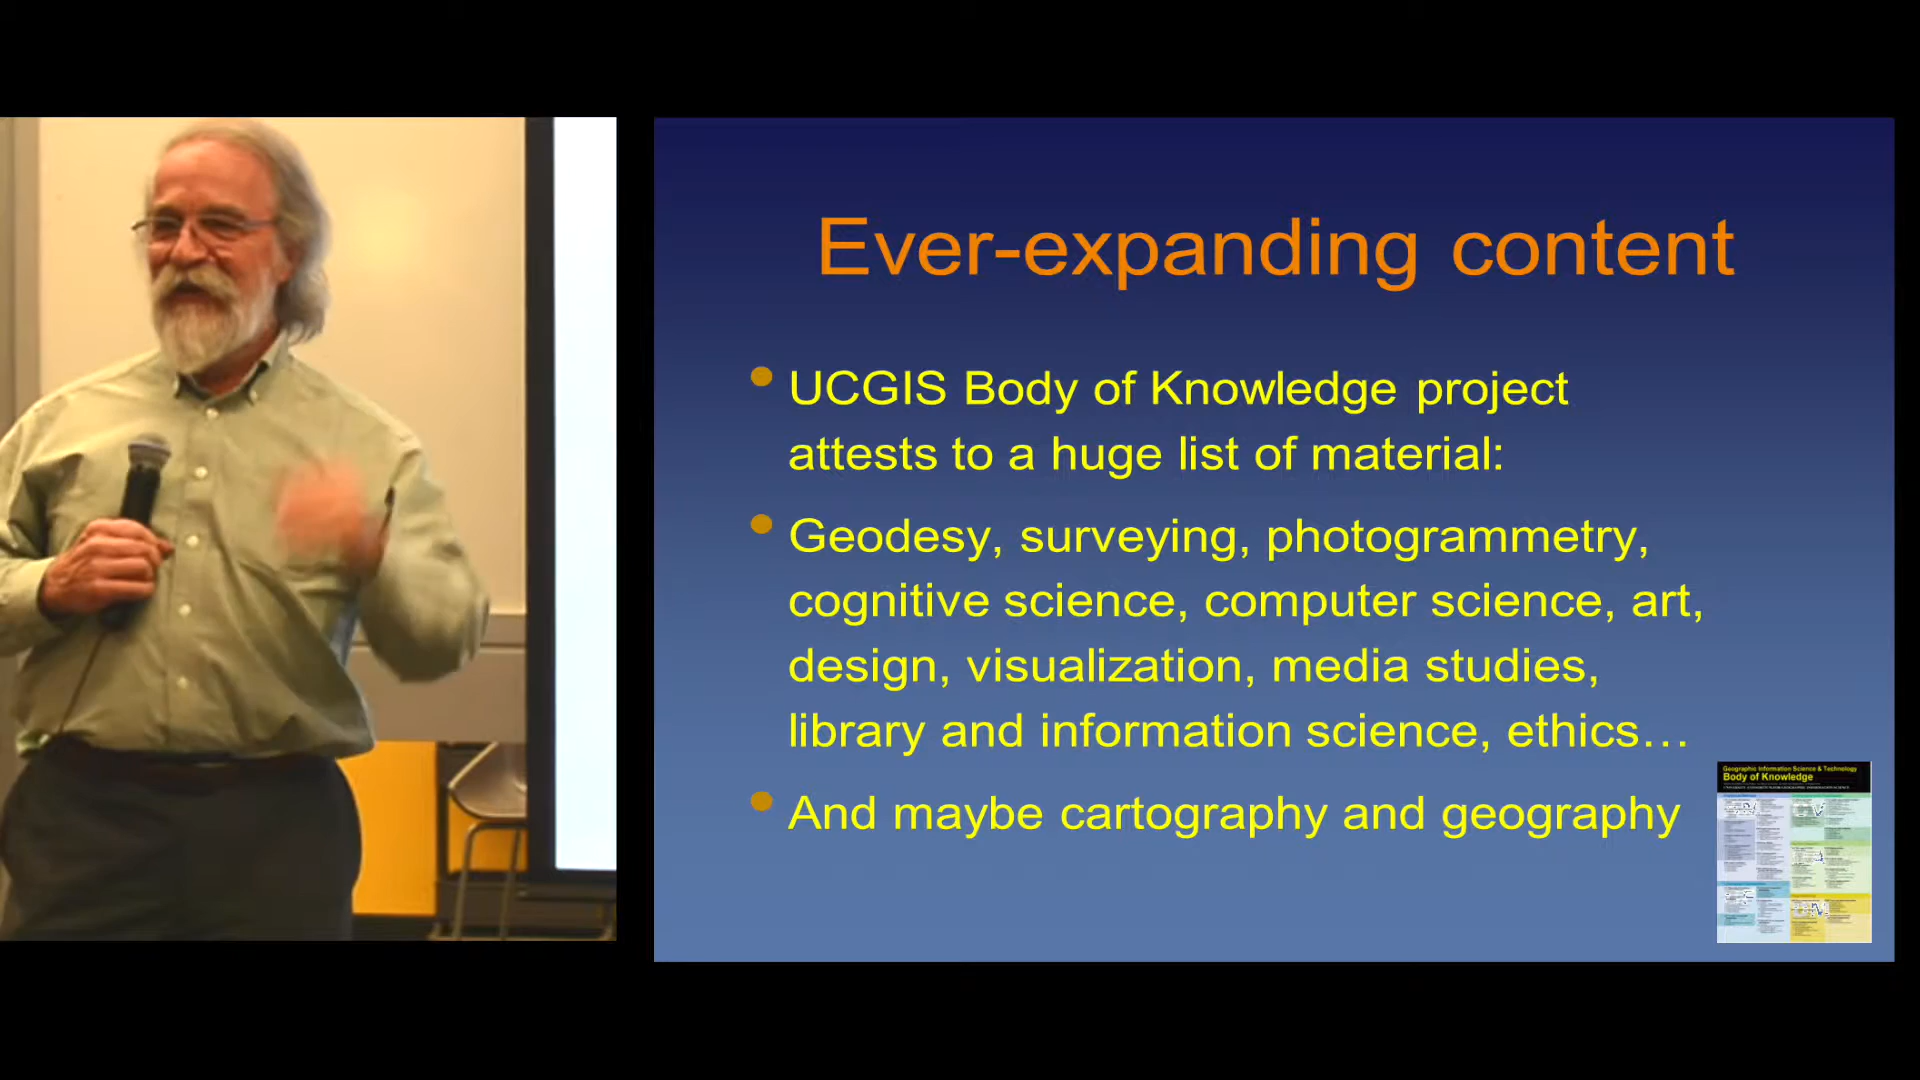 Ever-expanding content
UCGIS Body of Knowledge project
attests to a huge list of material:
Geodesy, surveying, photogrammetry,
cognitive science, computer science, art,
design, visualization, media studies,
library and information science, ethics…
And maybe cartography and geography
Geographic Information Science & Technology
Body of Knowledge